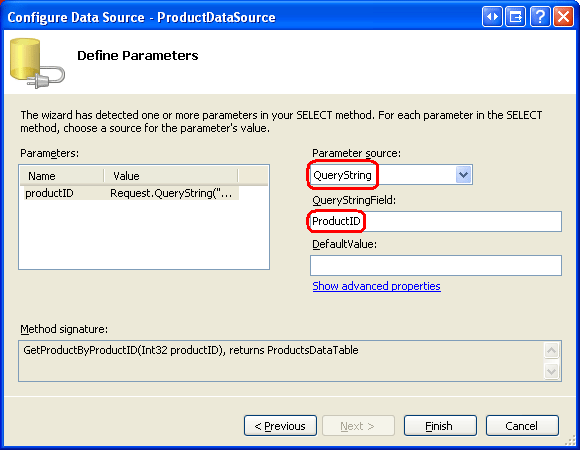 Configure Data Source - ProductDataSource
Define Parameters
The wizard has detected one or more parameters in your SELECT method. For each parameter in the SELECT
method, choose a source for the parameter's value.
Parameters:
Name Value
productID Request.QueryString("...
Parameter source:
QueryString
QueryStringField:
ProductID
DefaultValue:
Show advanced properties
Method signature:
GetProductByProductID(Int32 productID), returns ProductsDataTable
< Previous Next > Finish Cancel